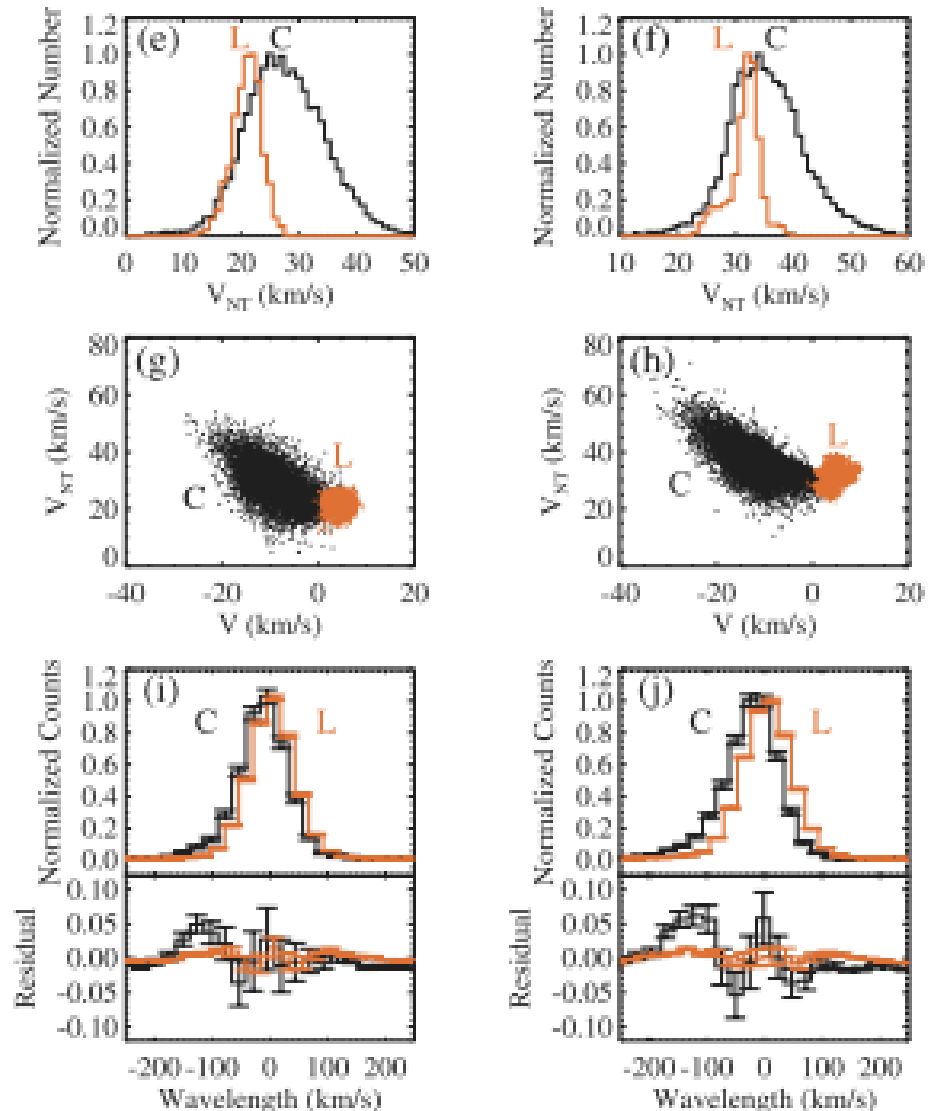 (e) L C
Normalized Number
1.2
1.0
0.8
0.6
0.4
0.2
0.0
0 10 20 30 40 50
V_NT (km/s)
(f) L C
Normalized Number
1.2
1.0
0.8
0.6
0.4
0.2
0.0
10 20 30 40 50 60
V_NT (km/s)
(g) L C
V_NT (km/s)
80
60
40
20
0
-40 -20 0 20
V (km/s)
(h) L C
V_NT (km/s)
80
60
40
20
0
-40 -20 0 20
V (km/s)
(i) C L
Normalized Counts
1.2
1.0
0.8
0.6
0.4
0.2
0.0
Residual
0.10
0.05
0.00
-0.05
-0.10
-200 -100 0 100 200
Wavelength (km/s)
(j) C L
Normalized Counts
1.2
1.0
0.8
0.6
0.4
0.2
0.0
Residual
0.10
0.05
0.00
-0.05
-0.10
-200 -100 0 100 200
Wavelength (km/s)